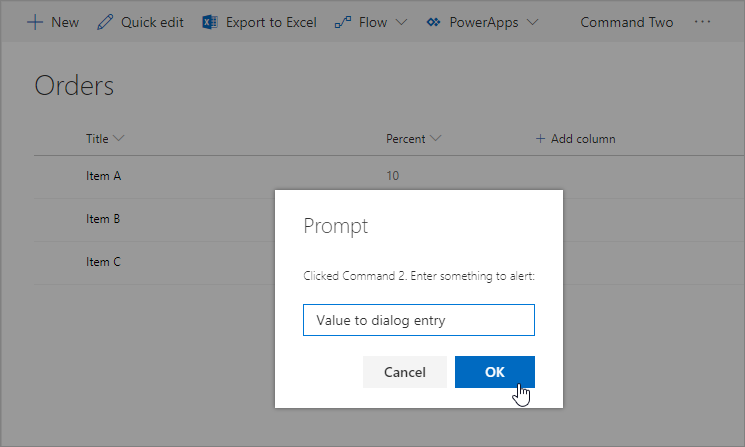 New Quick edit Export to Excel Flow PowerApps Command Two ···
Orders
Title Percent + Add column
Item A 10
Item B
Item C
Prompt
Clicked Command 2. Enter something to alert:
Value to dialog entry
Cancel OK